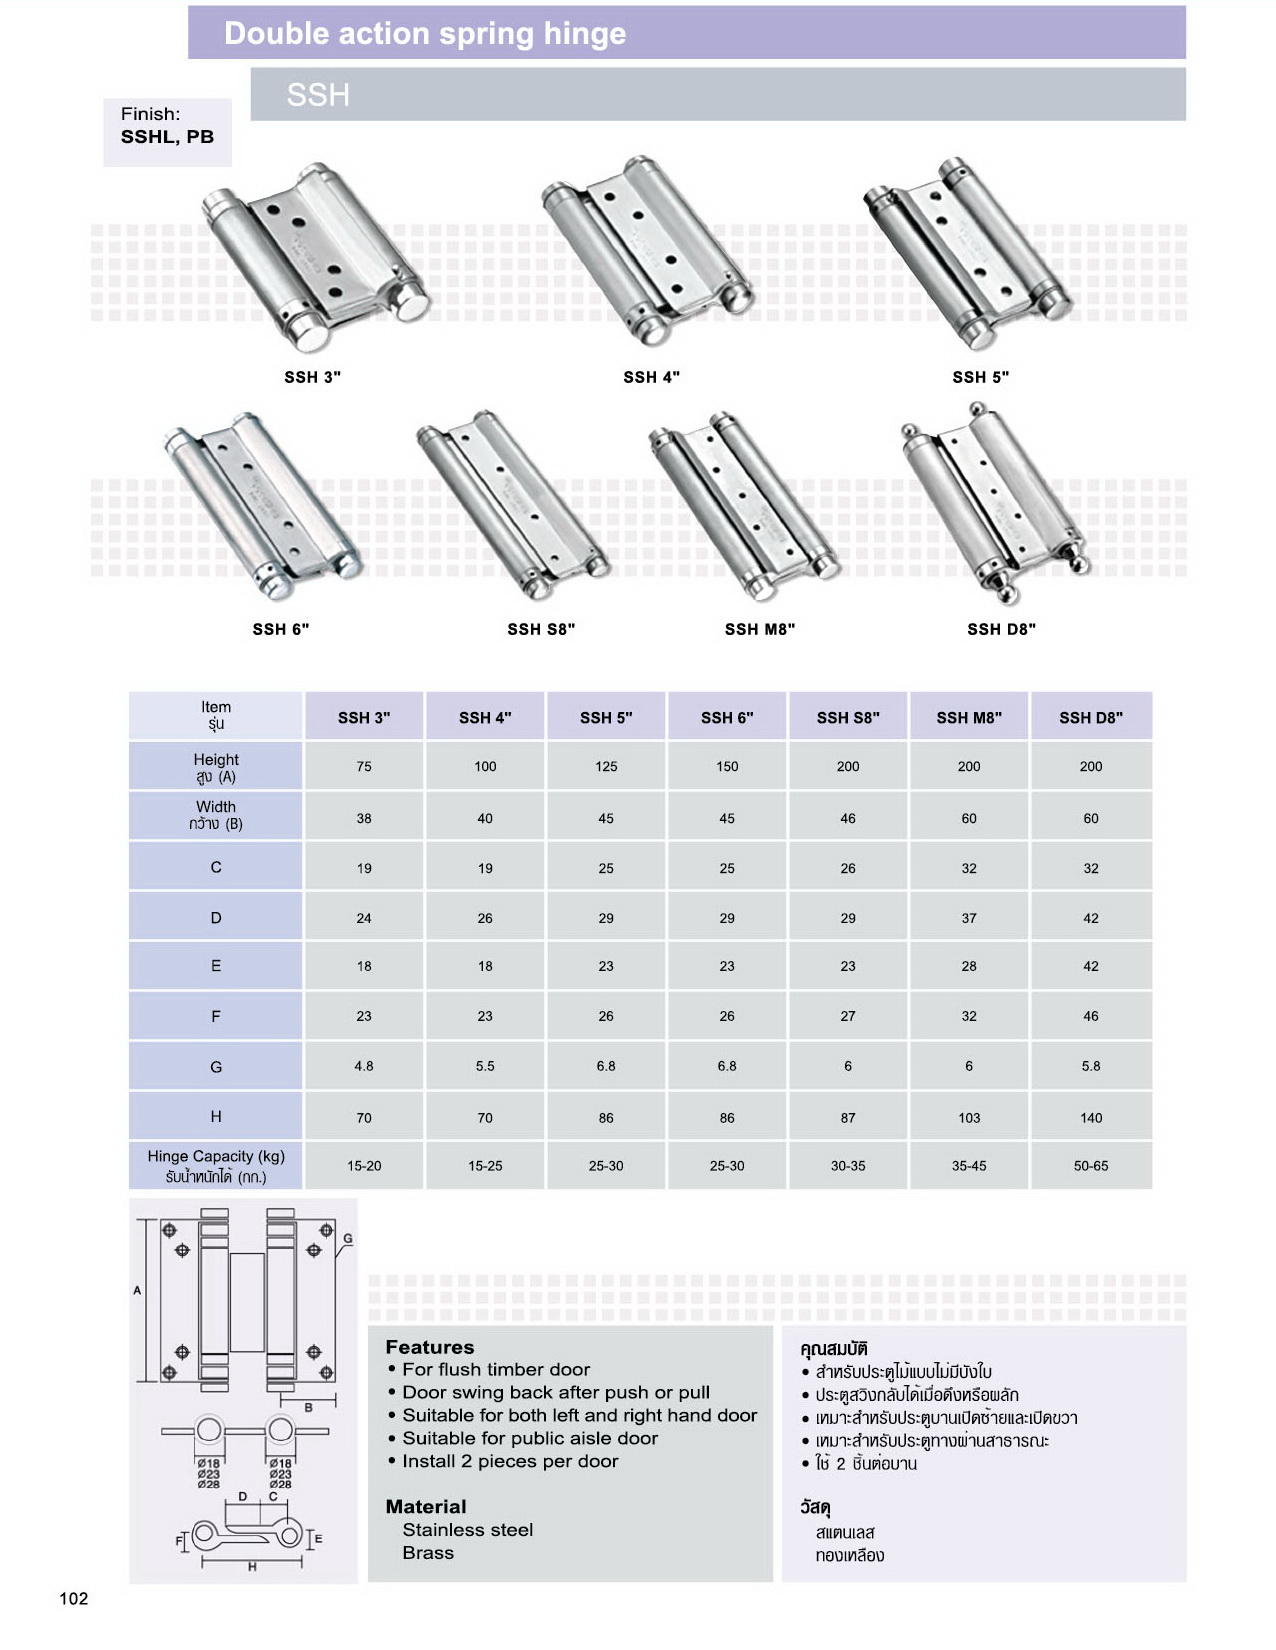 Double action spring hinge
SSH
Finish:
SSHL, PB
SSH 3"
SSH 4"
SSH 5"
SSH 6"
SSH S8"
SSH M8"
SSH D8"
Item SSH 3" SSH 4" SSH 5" SSH 6" SSH S8" SSH M8" SSH D8"
รุ่น
Height
สูง (A) 75 100 125 150 200 200 200
Width
กว้าง (B) 38 40 45 45 46 60 60
C 19 19 25 25 26 32 32
D 24 26 29 29 29 37 42
E 18 18 23 23 23 28 42
F 23 23 26 26 27 32 46
G 4.8 5.5 6.8 6.8 6 6 5.8
H 70 70 86 86 87 103 140
Hinge Capacity (kg)
รับน้ำหนักได้ (กก.) 15-20 15-25 25-30 25-30 30-35 35-45 50-65
G
A
B
Ø18 Ø18
Ø23 Ø23
Ø28 Ø28
D C
F E
H
Features
• For flush timber door
• Door swing back after push or pull
• Suitable for both left and right hand door
• Suitable for public aisle door
• Install 2 pieces per door
Material
Stainless steel
Brass
คุณสมบัติ
• สำหรับประตูไม้แบบไม่มีบังใบ
• ประตูสวิงกลับได้เมื่อดึงหรือผลัก
• เหมาะสำหรับประตูบานเปิดซ้ายและเปิดขวา
• เหมาะสำหรับประตูทางผ่านสาธารณะ
• ใช้ 2 ชิ้นต่อบาน
วัสดุ
สแตนเลส
ทองเหลือง
102